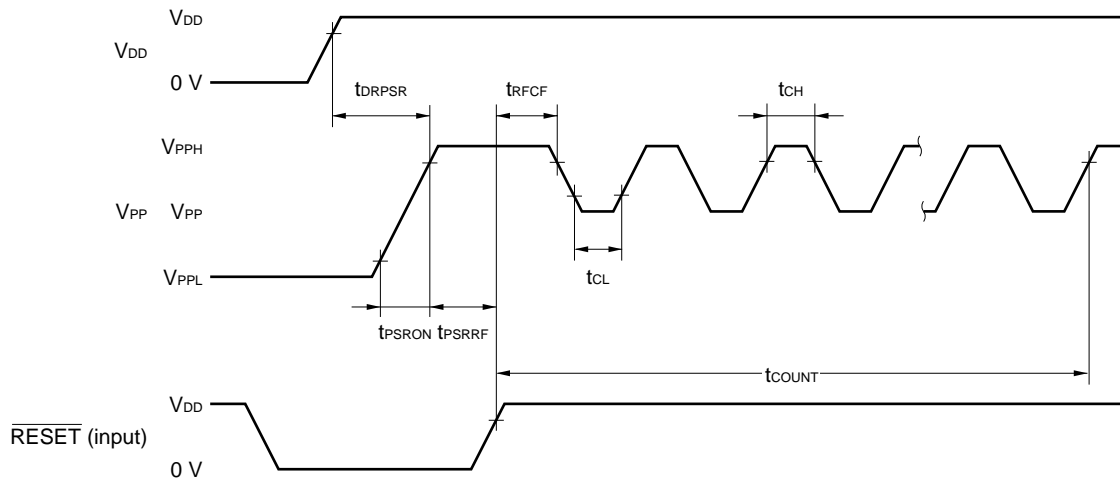 VDD
VDD
0 V
tDRPSR
tRFCF
tCH
VPPH
VPP VPP
tCL
VPPL
tPSRON tPSRRF
tCOUNT
VDD
RESET (input)
0 V